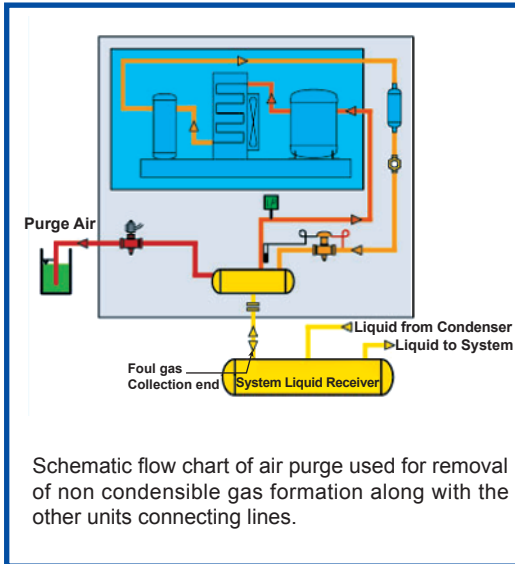 Purge Air
Liquid from Condenser
Liquid to System
Foul gas
Collection end
System Liquid Receiver
Schematic flow chart of air purge used for removal
of non condensible gas formation along with the
other units connecting lines.